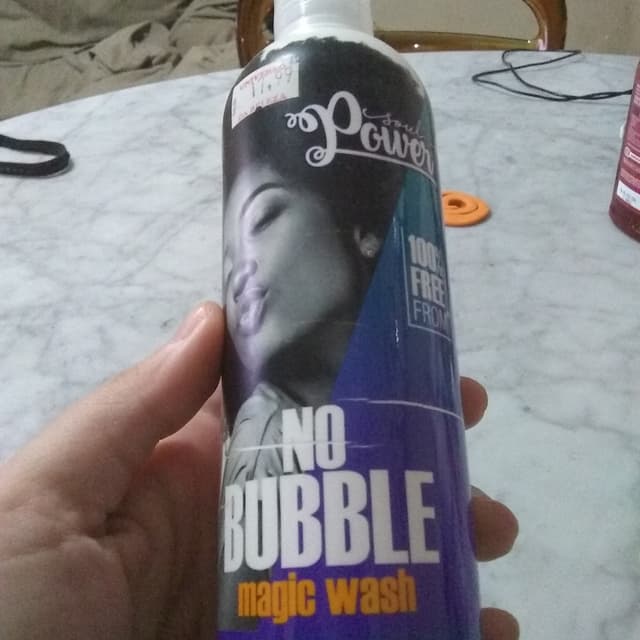 soul
Power
100%
FREE
FROM
NO
BUBBLE
magic wash